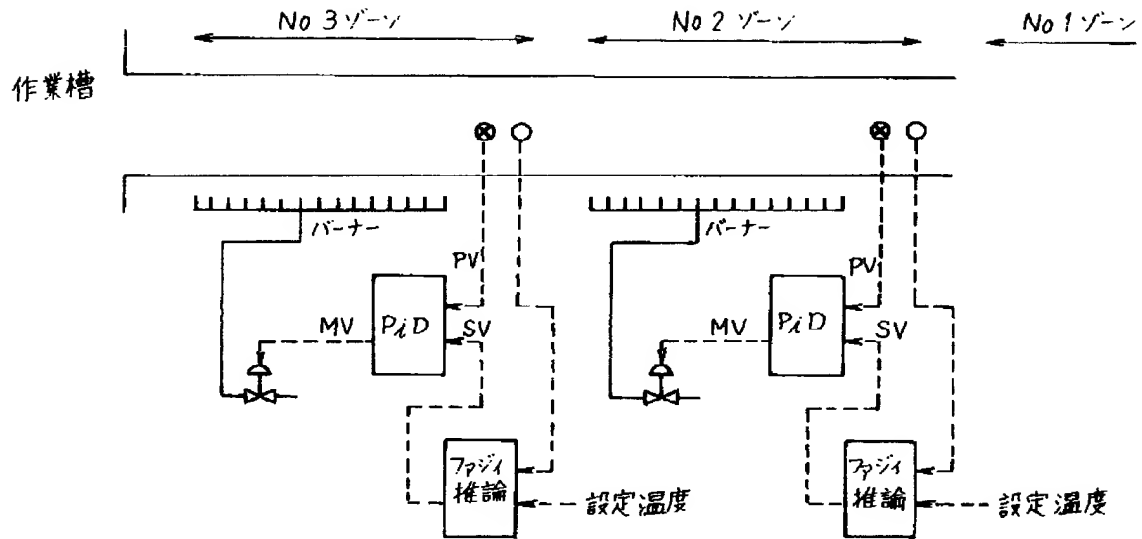 No 3 ゾーン
No 2 ゾーン
No 1 ゾーン
作業槽
バーナー
バーナー
PV
PV
PiD
PiD
MV
SV
MV
SV
ファジィ
推論
ファジィ
推論
設定温度
設定温度